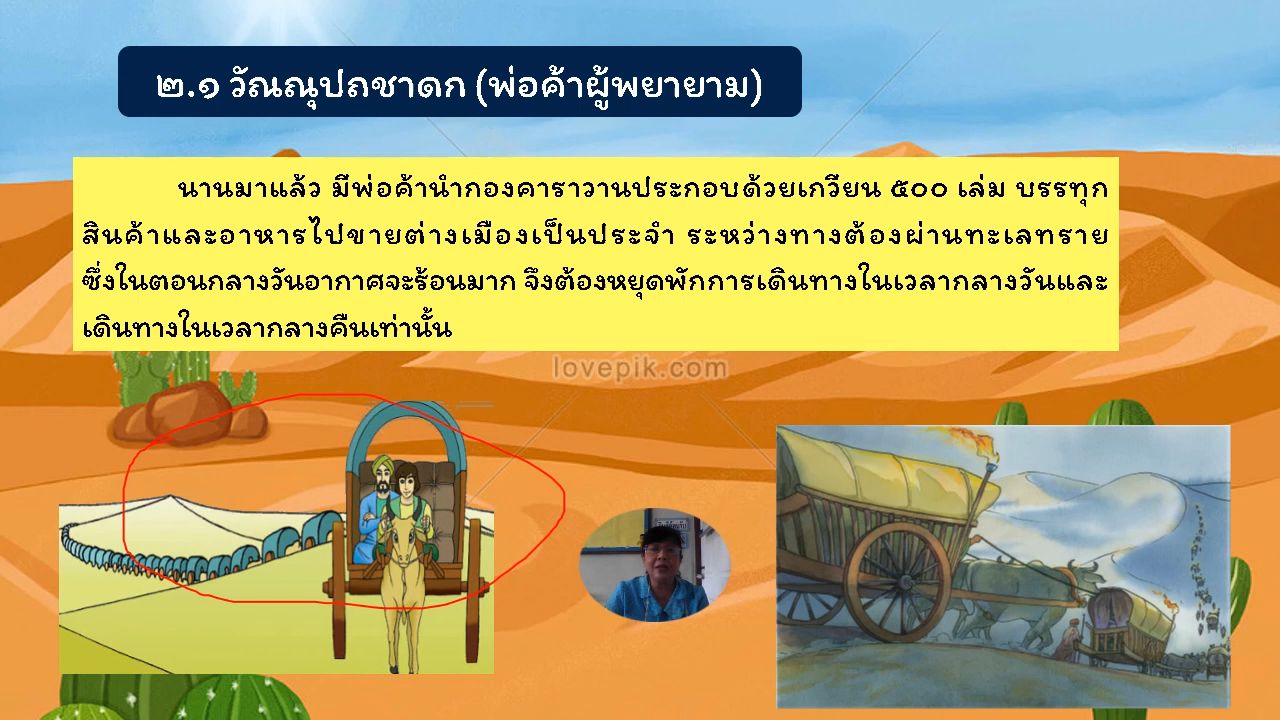 ๒.๑ วัณณุปถชาดก (พ่อค้าผู้พยายาม)
นานมาแล้ว มีพ่อค้านำกองคาราวานประกอบด้วยเกวียน ๕๐๐ เล่ม บรรทุก
สินค้าและอาหารไปขายต่างเมืองเป็นประจำ ระหว่างทางต้องผ่านทะเลทราย
ซึ่งในตอนกลางวันอากาศจะร้อนมาก จึงต้องหยุดพักการเดินทางในเวลากลางวันและ
เดินทางในเวลากลางคืนเท่านั้น
lovepik.com